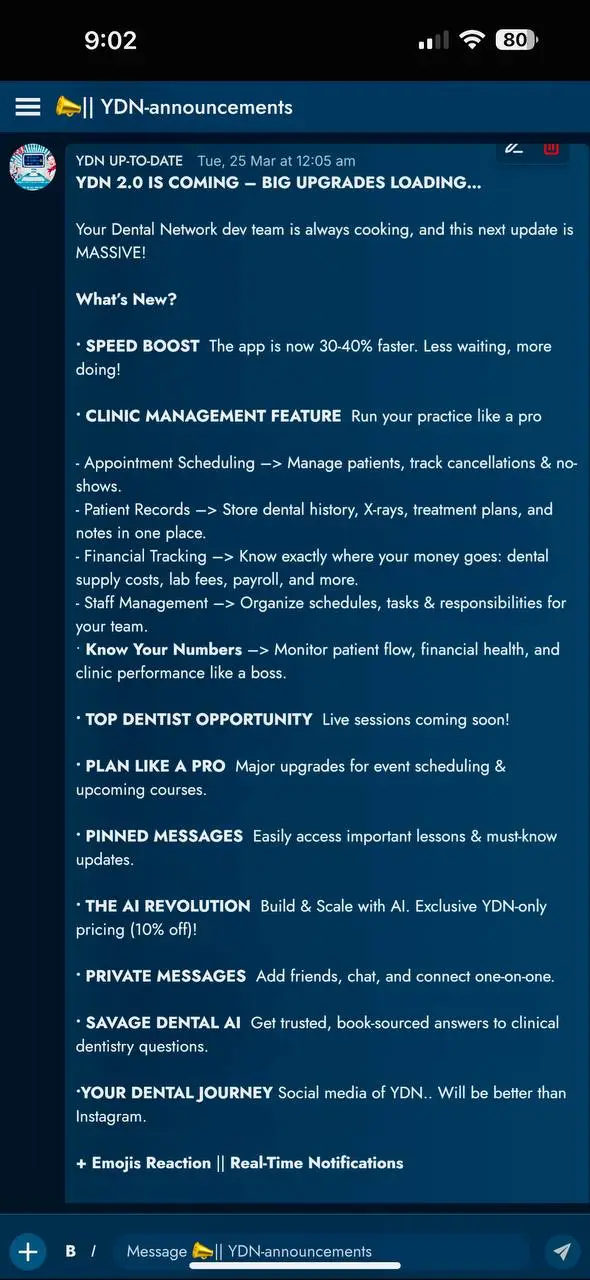 9:02
80
|| YDN-announcements
YDN UP-TO-DATE Tue, 25 Mar at 12:05 am
YDN 2.0 IS COMING – BIG UPGRADES LOADING...
Your Dental Network dev team is always cooking, and this next update is
MASSIVE!
What's New?
• SPEED BOOST The app is now 30-40% faster. Less waiting, more
doing!
• CLINIC MANAGEMENT FEATURE Run your practice like a pro
- Appointment Scheduling –> Manage patients, track cancellations & no-
shows.
- Patient Records –> Store dental history, X-rays, treatment plans, and
notes in one place.
- Financial Tracking –> Know exactly where your money goes: dental
supply costs, lab fees, payroll, and more.
- Staff Management –> Organize schedules, tasks & responsibilities for
your team.
• Know Your Numbers –> Monitor patient flow, financial health, and
clinic performance like a boss.
• TOP DENTIST OPPORTUNITY Live sessions coming soon!
• PLAN LIKE A PRO Major upgrades for event scheduling &
upcoming courses.
• PINNED MESSAGES Easily access important lessons & must-know
updates.
• THE AI REVOLUTION Build & Scale with AI. Exclusive YDN-only
pricing (10% off)!
• PRIVATE MESSAGES Add friends, chat, and connect one-on-one.
• SAVAGE DENTAL AI Get trusted, book-sourced answers to clinical
dentistry questions.
•YOUR DENTAL JOURNEY Social media of YDN.. Will be better than
Instagram.
+ Emojis Reaction || Real-Time Notifications
B I Message 📣|| YDN-announcements